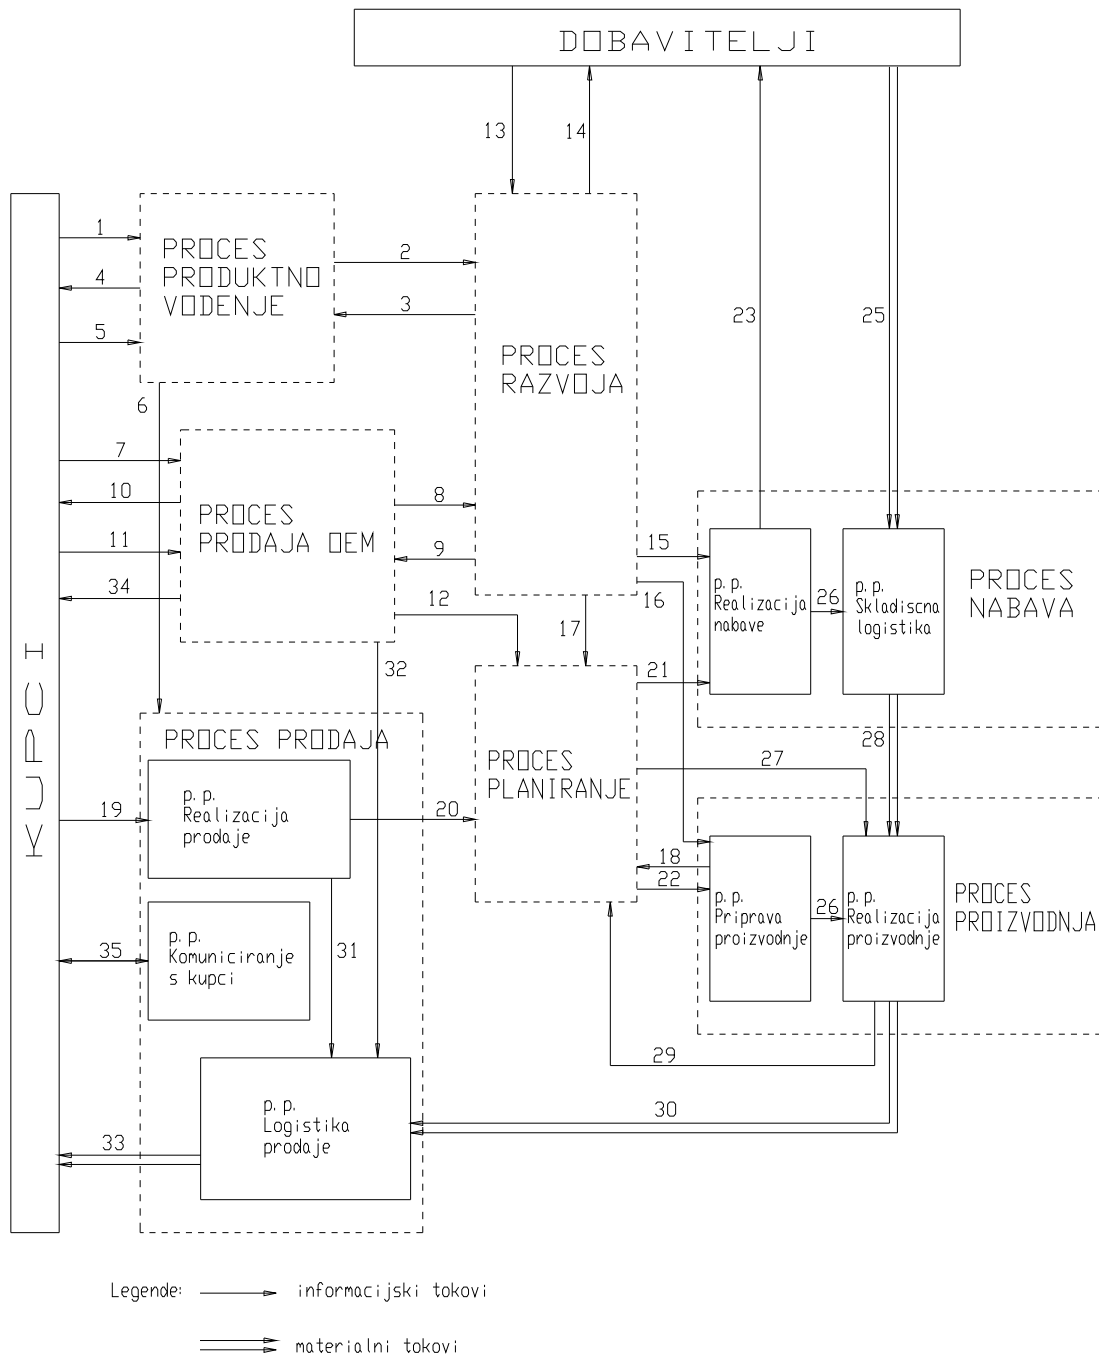 DOBAVITELJI
13
14
1
4
5
PROCES
PRODUKTNO
VODENJE
2
3
PROCES
RAZVOJA
23
25
6
7
10
11
34
PROCES
PRODAJA OEM
8
9
12
15
16
17
p.p.
Realizacija
nabave
26
p.p.
Skladiscna
logistika
PROCES
NABAVA
KUPCI
32
21
28
PROCES PRODAJA
PROCES
PLANIRANJE
27
19
p.p.
Realizacija
prodaje
20
18
22
p.p.
Priprava
proizvodnje
26
p.p.
Realizacija
proizvodnje
PROCES
PROIZVODNJA
35
p.p.
Komuniciranje
s kupci
31
29
30
p.p.
Logistika
prodaje
33
Legende:
informacijski tokovi
materialni tokovi